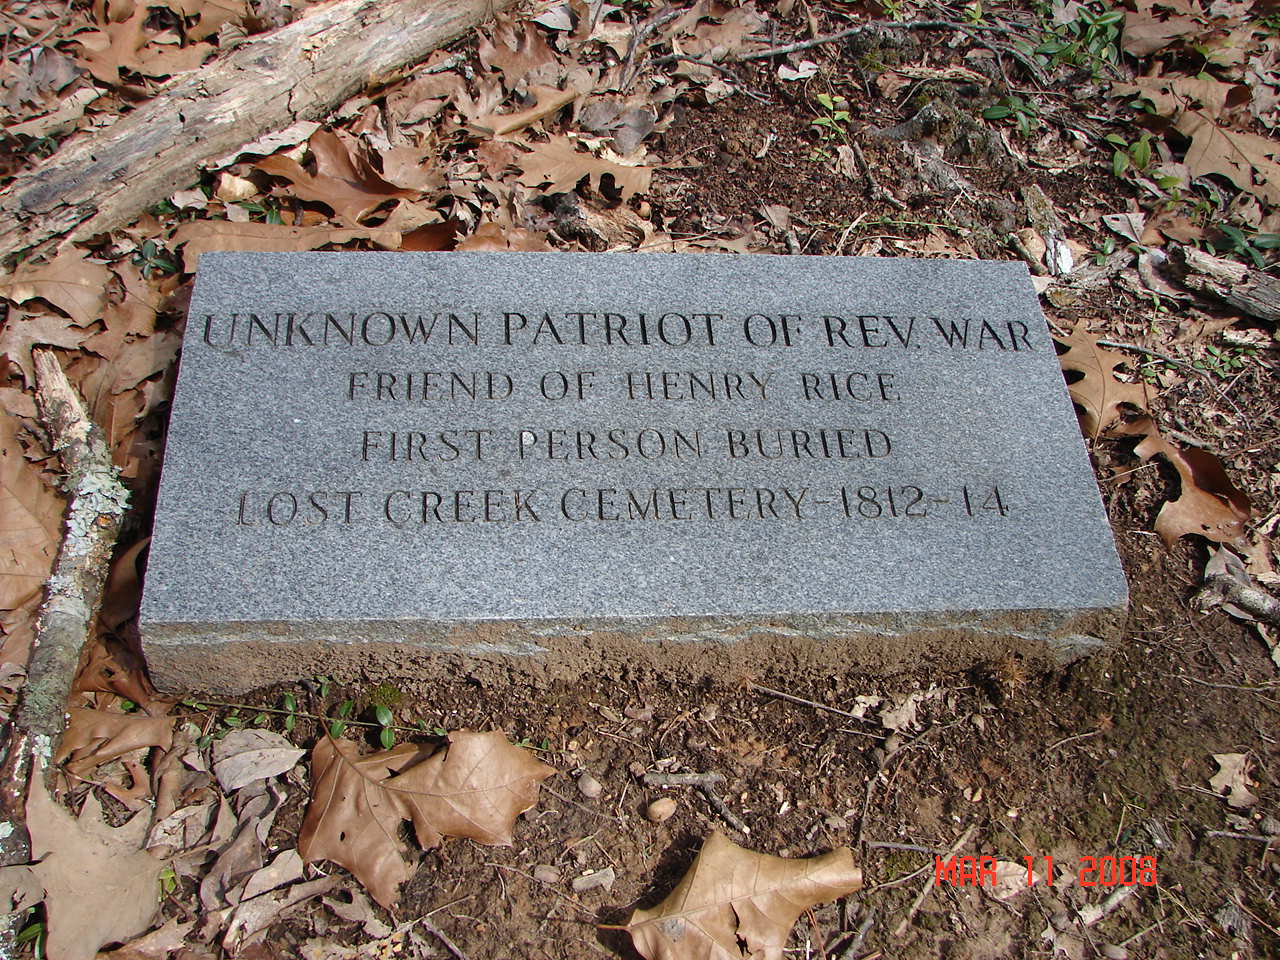 UNKNOWN PATRIOT OF REV. WAR
FRIEND OF HENRY RICE
FIRST PERSON BURIED
LOST CREEK CEMETERY-1812-14
MAR 11 2008